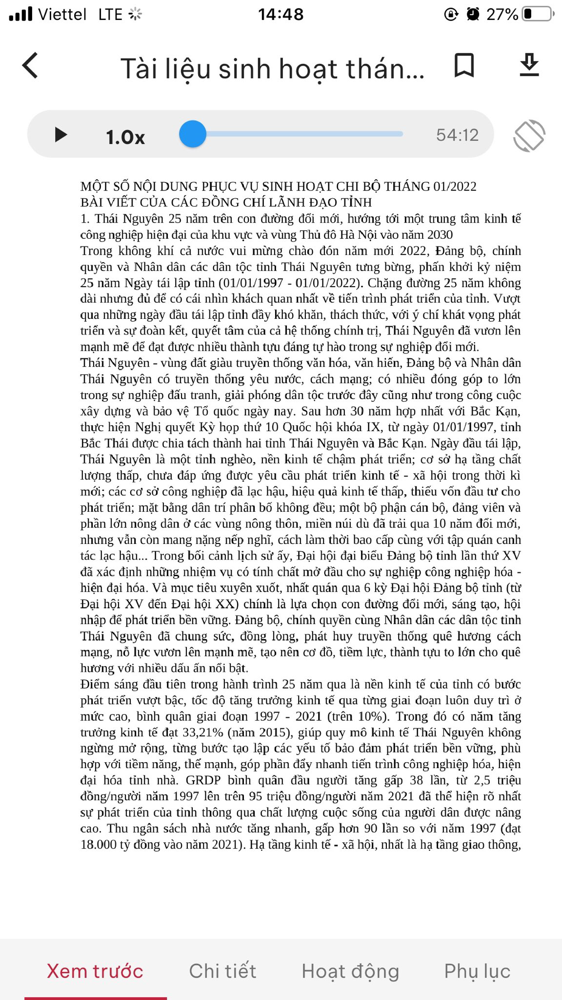 Viettel LTE 14:48 27%
Tài liệu sinh hoạt thán...
1.0x 54:12
MỘT SỐ NỘI DUNG PHỤC VỤ SINH HOẠT CHI BỘ THÁNG 01/2022
BÀI VIẾT CỦA CÁC ĐỒNG CHÍ LÃNH ĐẠO TỈNH
1. Thái Nguyên 25 năm trên con đường đổi mới, hướng tới một trung tâm kinh tế
công nghiệp hiện đại của khu vực và vùng Thủ đô Hà Nội vào năm 2030
Trong không khí cả nước vui mừng chào đón năm mới 2022, Đảng bộ, chính
quyền và Nhân dân các dân tộc tỉnh Thái Nguyên tưng bừng, phấn khởi kỷ niệm
25 năm Ngày tái lập tỉnh (01/01/1997 - 01/01/2022). Chặng đường 25 năm không
dài nhưng đủ để có cái nhìn khách quan nhất về tiến trình phát triển của tỉnh. Vượt
qua những ngày đầu tái lập tỉnh đầy khó khăn, thách thức, với ý chí khát vọng phát
triển và sự đoàn kết, quyết tâm của cả hệ thống chính trị, Thái Nguyên đã vươn lên
mạnh mẽ để đạt được nhiều thành tựu đáng tự hào trong sự nghiệp đổi mới.
Thái Nguyên - vùng đất giàu truyền thống văn hóa, văn hiến, Đảng bộ và Nhân dân
Thái Nguyên có truyền thống yêu nước, cách mạng; có nhiều đóng góp to lớn
trong sự nghiệp đấu tranh, giải phóng dân tộc trước đây cũng như trong công cuộc
xây dựng và bảo vệ Tổ quốc ngày nay. Sau hơn 30 năm hợp nhất với Bắc Kạn,
thực hiện Nghị quyết Kỳ họp thứ 10 Quốc hội khóa IX, từ ngày 01/01/1997, tỉnh
Bắc Thái được chia tách thành hai tỉnh Thái Nguyên và Bắc Kạn. Ngày đầu tái lập,
Thái Nguyên là một tỉnh nghèo, nền kinh tế chậm phát triển; cơ sở hạ tầng chất
lượng thấp, chưa đáp ứng được yêu cầu phát triển kinh tế - xã hội trong thời kì
mới; các cơ sở công nghiệp đã lạc hậu, hiệu quả kinh tế thấp, thiếu vốn đầu tư cho
phát triển; mặt bằng dân trí phân bố không đều; một bộ phận cán bộ, đảng viên và
phần lớn nông dân ở các vùng nông thôn, miền núi dù đã trải qua 10 năm đổi mới,
nhưng vẫn còn mang nặng nếp nghĩ, cách làm thời bao cấp cùng với tập quán canh
tác lạc hậu... Trong bối cảnh lịch sử ấy, Đại hội đại biểu Đảng bộ tỉnh lần thứ XV
đã xác định những nhiệm vụ có tính chất mở đầu cho sự nghiệp công nghiệp hóa -
hiện đại hóa. Và mục tiêu xuyên xuốt, nhất quán qua 6 kỳ Đại hội Đảng bộ tỉnh (từ
Đại hội XV đến Đại hội XX) chính là lựa chọn con đường đổi mới, sáng tạo, hội
nhập để phát triển bền vững. Đảng bộ, chính quyền cùng Nhân dân các dân tộc tỉnh
Thái Nguyên đã chung sức, đồng lòng, phát huy truyền thống quê hương cách
mạng, nỗ lực vươn lên mạnh mẽ, tạo nên cơ đồ, tiềm lực, thành tựu to lớn cho quê
hương với nhiều dấu ấn nổi bật.
Điểm sáng đầu tiên trong hành trình 25 năm qua là nền kinh tế của tỉnh có bước
phát triển vượt bậc, tốc độ tăng trưởng kinh tế qua từng giai đoạn luôn duy trì ở
mức cao, bình quân giai đoạn 1997 - 2021 (trên 10%). Trong đó có năm tăng
trưởng kinh tế đạt 33,21% (năm 2015), giúp quy mô kinh tế Thái Nguyên không
ngừng mở rộng, từng bước tạo lập các yếu tố bảo đảm phát triển bền vững, phù
hợp với tiềm năng, thế mạnh, góp phần đẩy nhanh tiến trình công nghiệp hóa, hiện
đại hóa tỉnh nhà. GRDP bình quân đầu người tăng gấp 38 lần, từ 2,5 triệu
đồng/người năm 1997 lên trên 95 triệu đồng/người năm 2021 đã thể hiện rõ nhất
sự phát triển của tỉnh thông qua chất lượng cuộc sống của người dân được nâng
cao. Thu ngân sách nhà nước tăng nhanh, gấp hơn 90 lần so với năm 1997 (đạt
18.000 tỷ đồng vào năm 2021). Hạ tầng kinh tế - xã hội, nhất là hạ tầng giao thông,
Xem trước Chi tiết Hoạt động Phụ lục